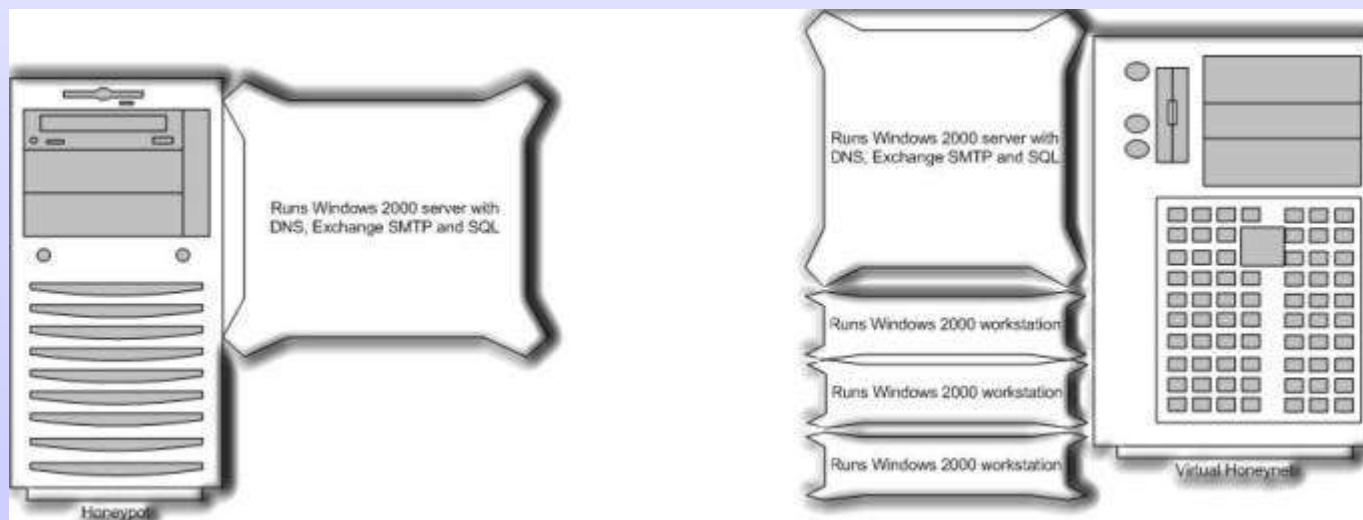 Runs Windows 2000 server with
DNS, Exchange SMTP and SQL
Honeypot
Runs Windows 2000 server with
DNS, Exchange SMTP and SQL
Runs Windows 2000 workstation
Runs Windows 2000 workstation
Runs Windows 2000 workstation
Virtual Honeynet